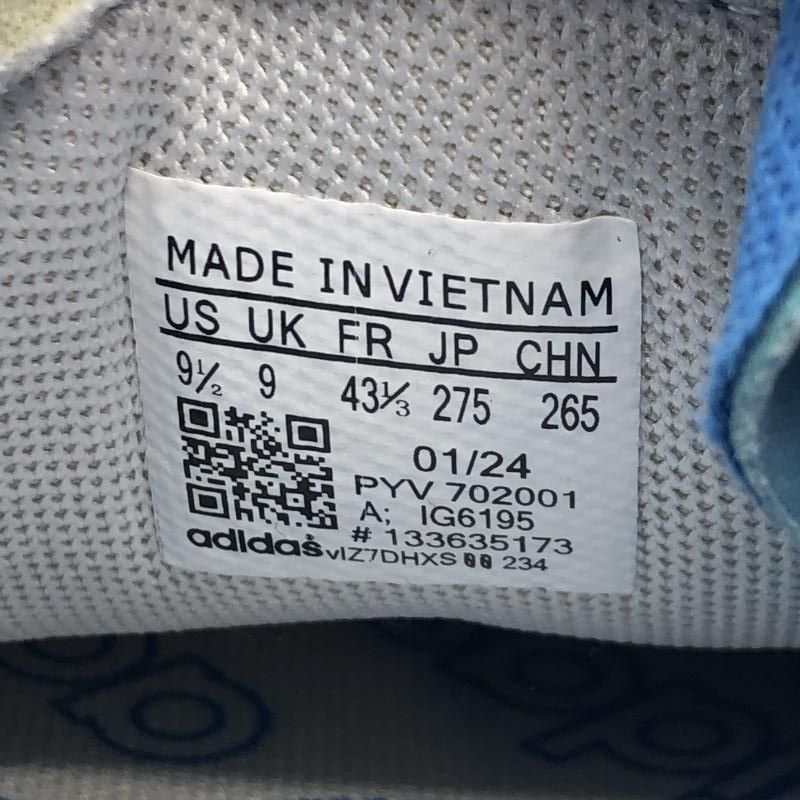 MADE IN VIETNAM
US UK FR JP CHN
9½ 9 43⅓ 275 265
01/24
PYV 702001
A; IG6195
# 133635173
adidas vIZ7DHXS 00 234